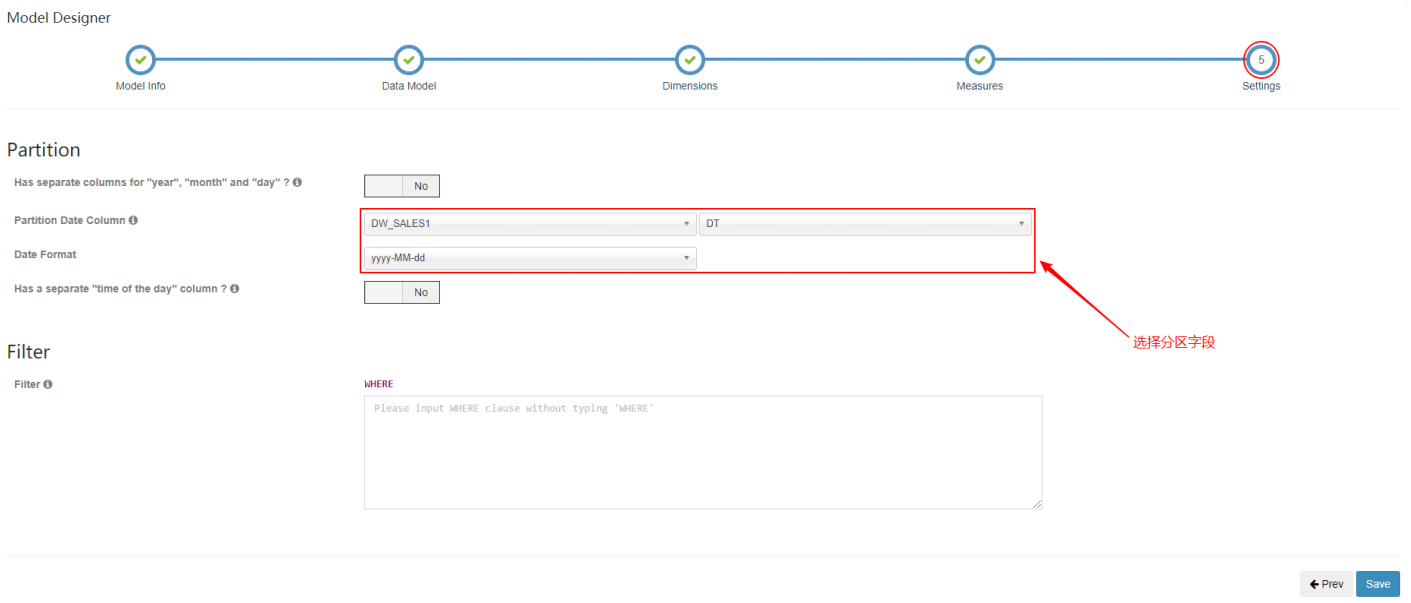 Model Designer
5
Model Info
Data Model
Dimensions
Measures
Settings
Partition
Has separate columns for "year", "month" and "day" ?
No
Partition Date Column
DW_SALES1
DT
Date Format
yyyy-MM-dd
Has a separate "time of the day" column ?
No
选择分区字段
Filter
Filter
WHERE
Please input WHERE clause without typing 'WHERE'
Prev
Save